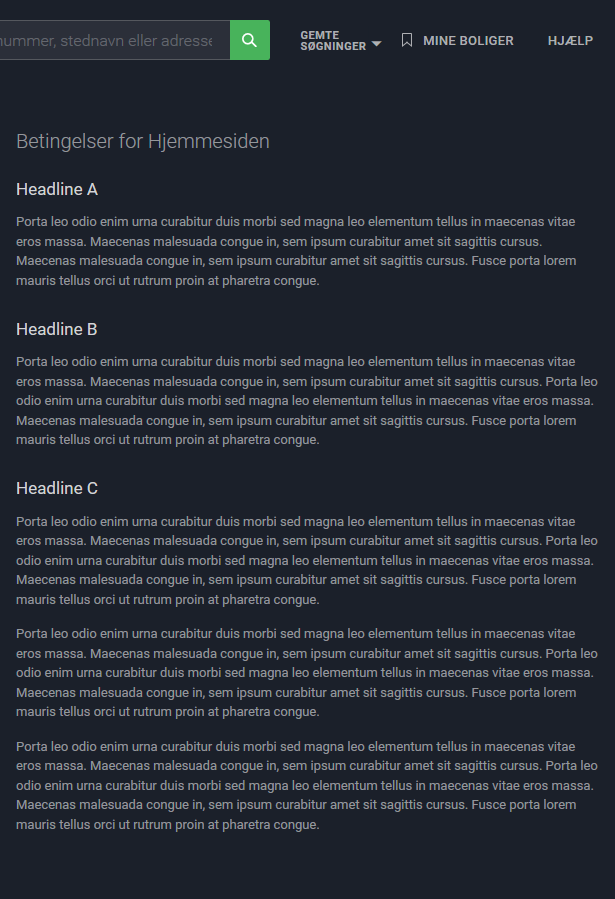 nummer, stednavn eller adresse
GEMTE
SØGNINGER
MINE BOLIGER
HJÆLP
Betingelser for Hjemmesiden
Headline A
Porta leo odio enim urna curabitur duis morbi sed magna leo elementum tellus in maecenas vitae
eros massa. Maecenas malesuada congue in, sem ipsum curabitur amet sit sagittis cursus.
Maecenas malesuada congue in, sem ipsum curabitur amet sit sagittis cursus. Fusce porta lorem
mauris tellus orci ut rutrum proin at pharetra congue.
Headline B
Porta leo odio enim urna curabitur duis morbi sed magna leo elementum tellus in maecenas vitae
eros massa. Maecenas malesuada congue in, sem ipsum curabitur amet sit sagittis cursus. Porta leo
odio enim urna curabitur duis morbi sed magna leo elementum tellus in maecenas vitae eros massa.
Maecenas malesuada congue in, sem ipsum curabitur amet sit sagittis cursus. Fusce porta lorem
mauris tellus orci ut rutrum proin at pharetra congue.
Headline C
Porta leo odio enim urna curabitur duis morbi sed magna leo elementum tellus in maecenas vitae
eros massa. Maecenas malesuada congue in, sem ipsum curabitur amet sit sagittis cursus. Porta leo
odio enim urna curabitur duis morbi sed magna leo elementum tellus in maecenas vitae eros massa.
Maecenas malesuada congue in, sem ipsum curabitur amet sit sagittis cursus. Fusce porta lorem
mauris tellus orci ut rutrum proin at pharetra congue.
Porta leo odio enim urna curabitur duis morbi sed magna leo elementum tellus in maecenas vitae
eros massa. Maecenas malesuada congue in, sem ipsum curabitur amet sit sagittis cursus. Porta leo
odio enim urna curabitur duis morbi sed magna leo elementum tellus in maecenas vitae eros massa.
Maecenas malesuada congue in, sem ipsum curabitur amet sit sagittis cursus. Fusce porta lorem
mauris tellus orci ut rutrum proin at pharetra congue.
Porta leo odio enim urna curabitur duis morbi sed magna leo elementum tellus in maecenas vitae
eros massa. Maecenas malesuada congue in, sem ipsum curabitur amet sit sagittis cursus. Porta leo
odio enim urna curabitur duis morbi sed magna leo elementum tellus in maecenas vitae eros massa.
Maecenas malesuada congue in, sem ipsum curabitur amet sit sagittis cursus. Fusce porta lorem
mauris tellus orci ut rutrum proin at pharetra congue.